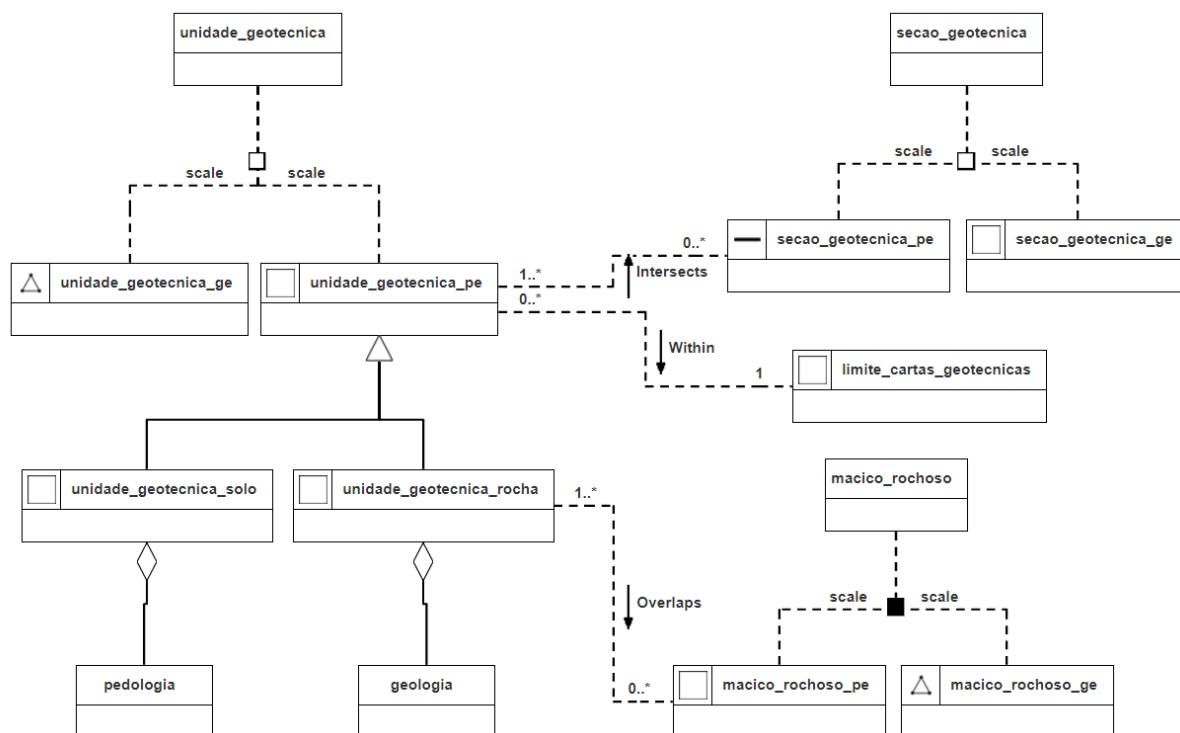 unidade_geotecnica
secao_geotecnica
scale
scale
scale
scale
unidade_geotecnica_ge
unidade_geotecnica_pe
secao_geotecnica_pe
secao_geotecnica_ge
1..*
0..*
Intersects
0..*
Within
1
limite_cartas_geotecnicas
unidade_geotecnica_solo
unidade_geotecnica_rocha
1..*
macico_rochoso
Overlaps
scale
scale
pedologia
geologia
0..*
macico_rochoso_pe
macico_rochoso_ge